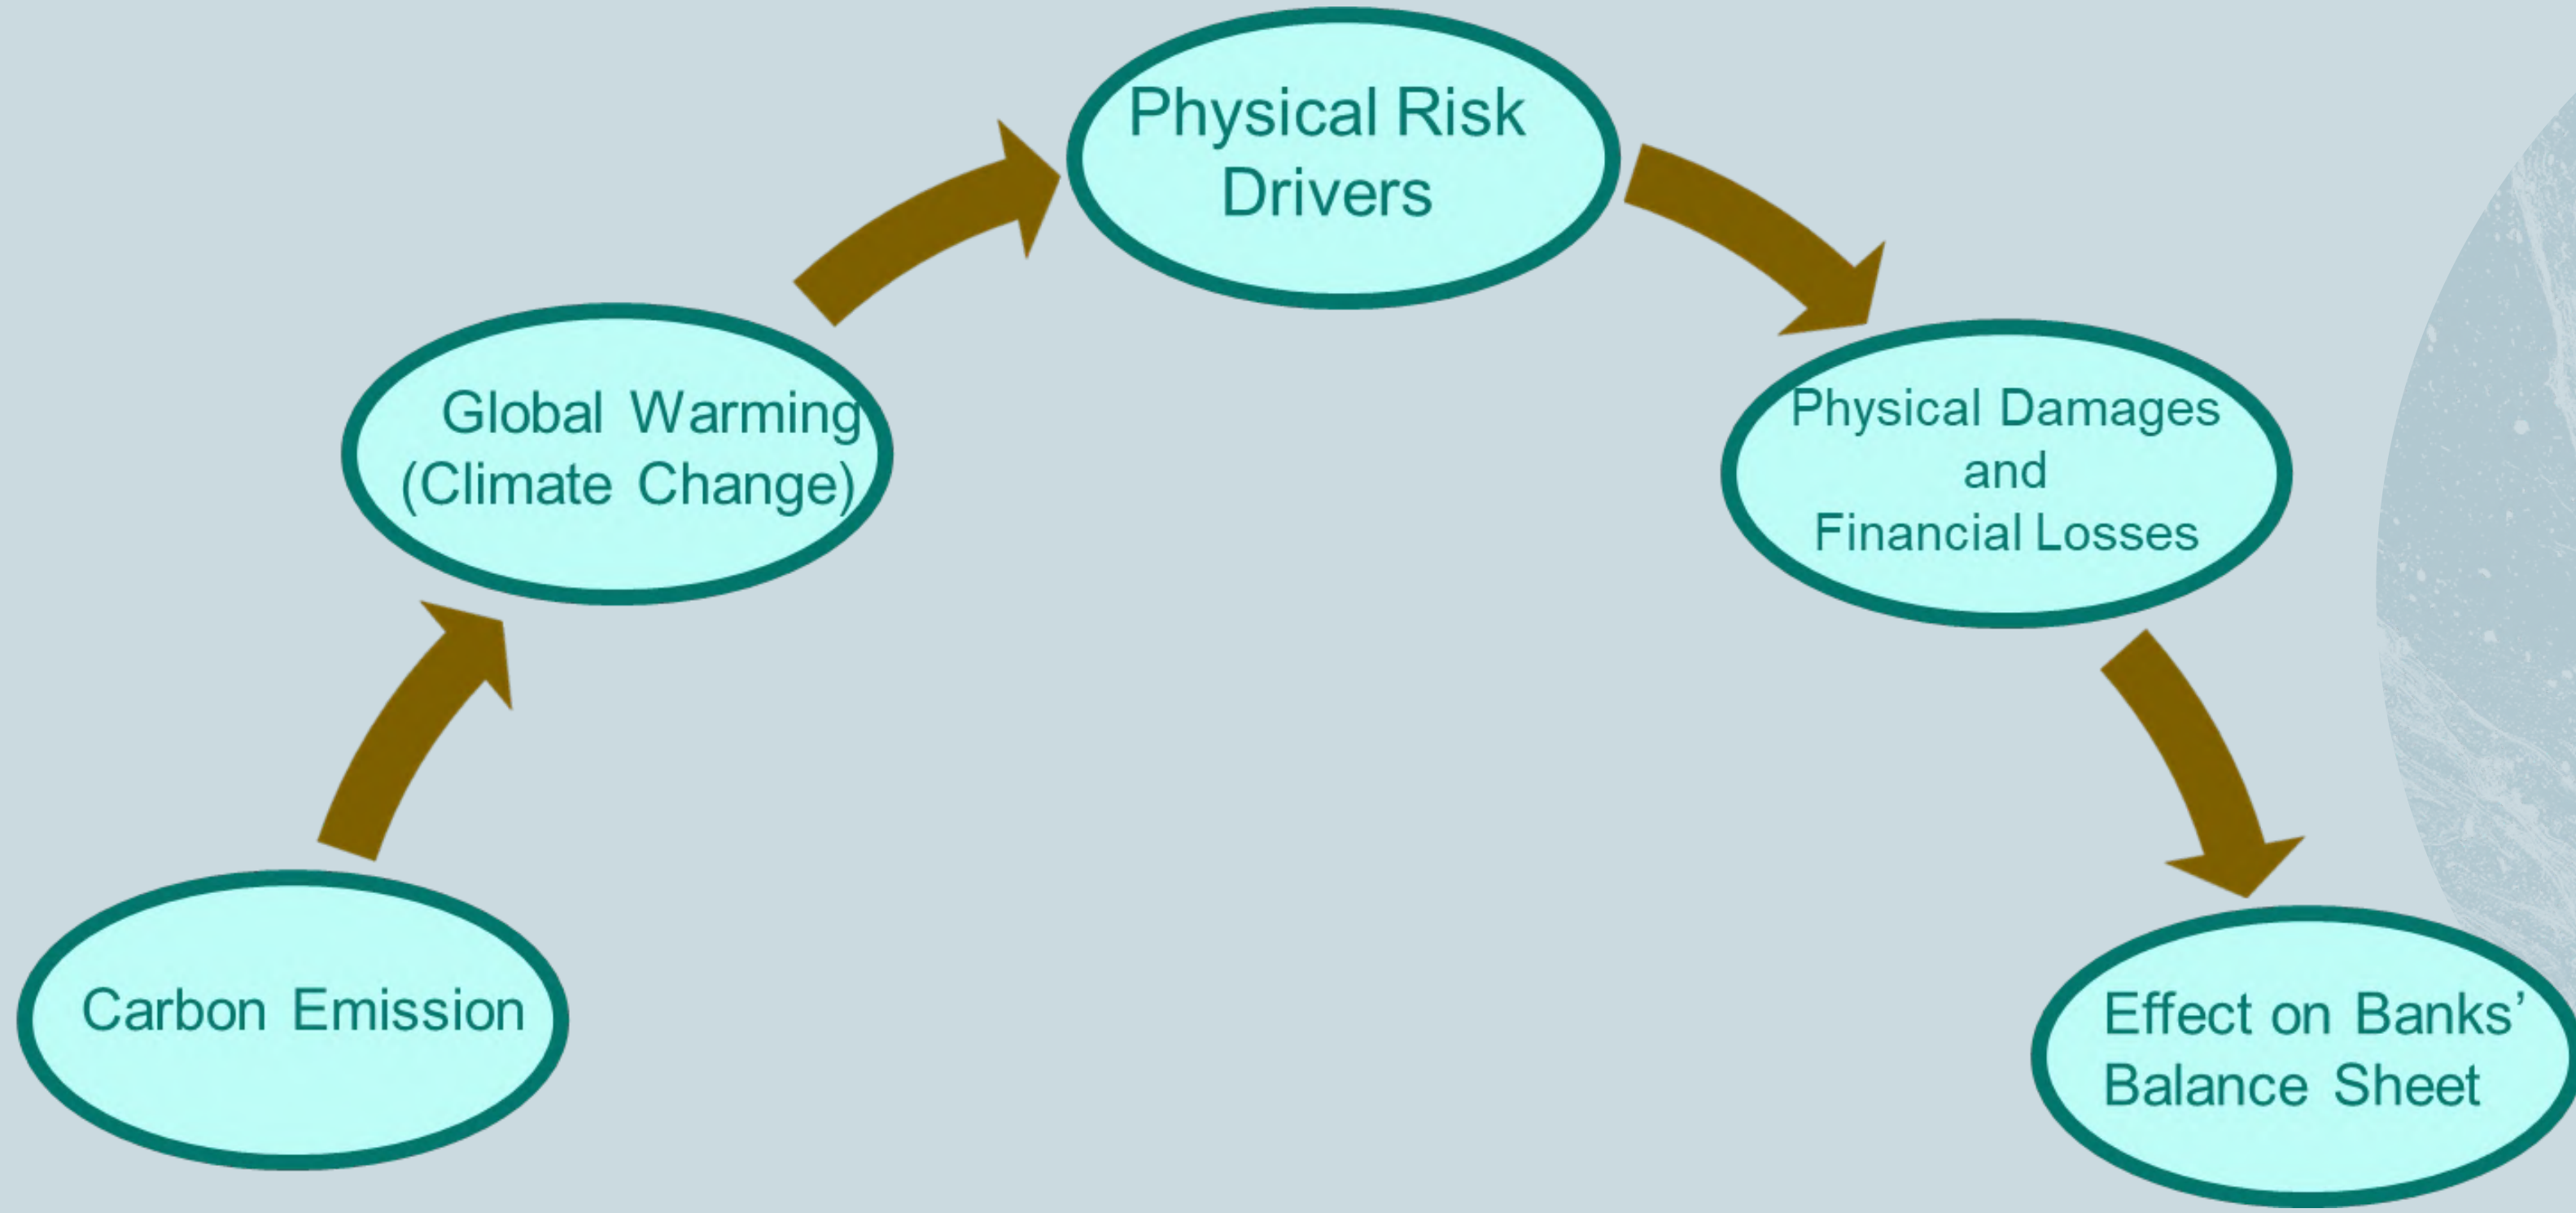 Carbon Emission
Global Warming
(Climate Change)
Physical Risk
Drivers
Physical Damages
and
Financial Losses
Effect on Banks’
Balance Sheet